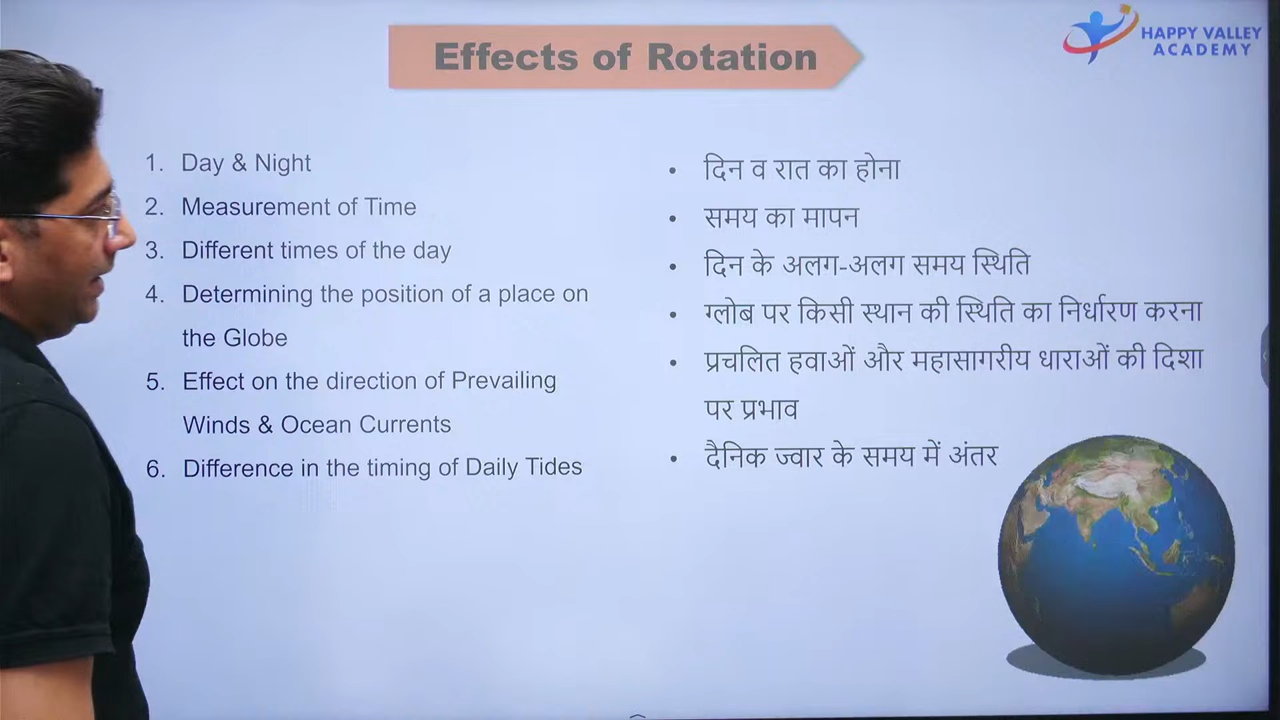 Effects of Rotation
HAPPY VALLEY
ACADEMY
1. Day & Night
2. Measurement of Time
3. Different times of the day
4. Determining the position of a place on
the Globe
5. Effect on the direction of Prevailing
Winds & Ocean Currents
6. Difference in the timing of Daily Tides
• दिन व रात का होना
• समय का मापन
• दिन के अलग-अलग समय स्थिति
• ग्लोब पर किसी स्थान की स्थिति का निर्धारण करना
• प्रचलित हवाओं और महासागरीय धाराओं की दिशा
पर प्रभाव
• दैनिक ज्वार के समय में अंतर